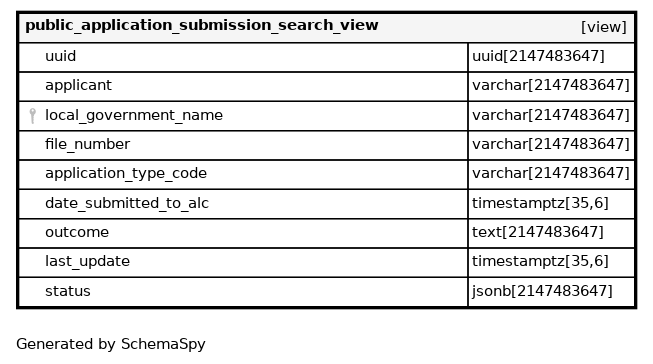 public_application_submission_search_view [view]
uuid uuid[2147483647]
applicant varchar[2147483647]
local_government_name varchar[2147483647]
file_number varchar[2147483647]
application_type_code varchar[2147483647]
date_submitted_to_alc timestamptz[35,6]
outcome text[2147483647]
last_update timestamptz[35,6]
status jsonb[2147483647]
Generated by SchemaSpy